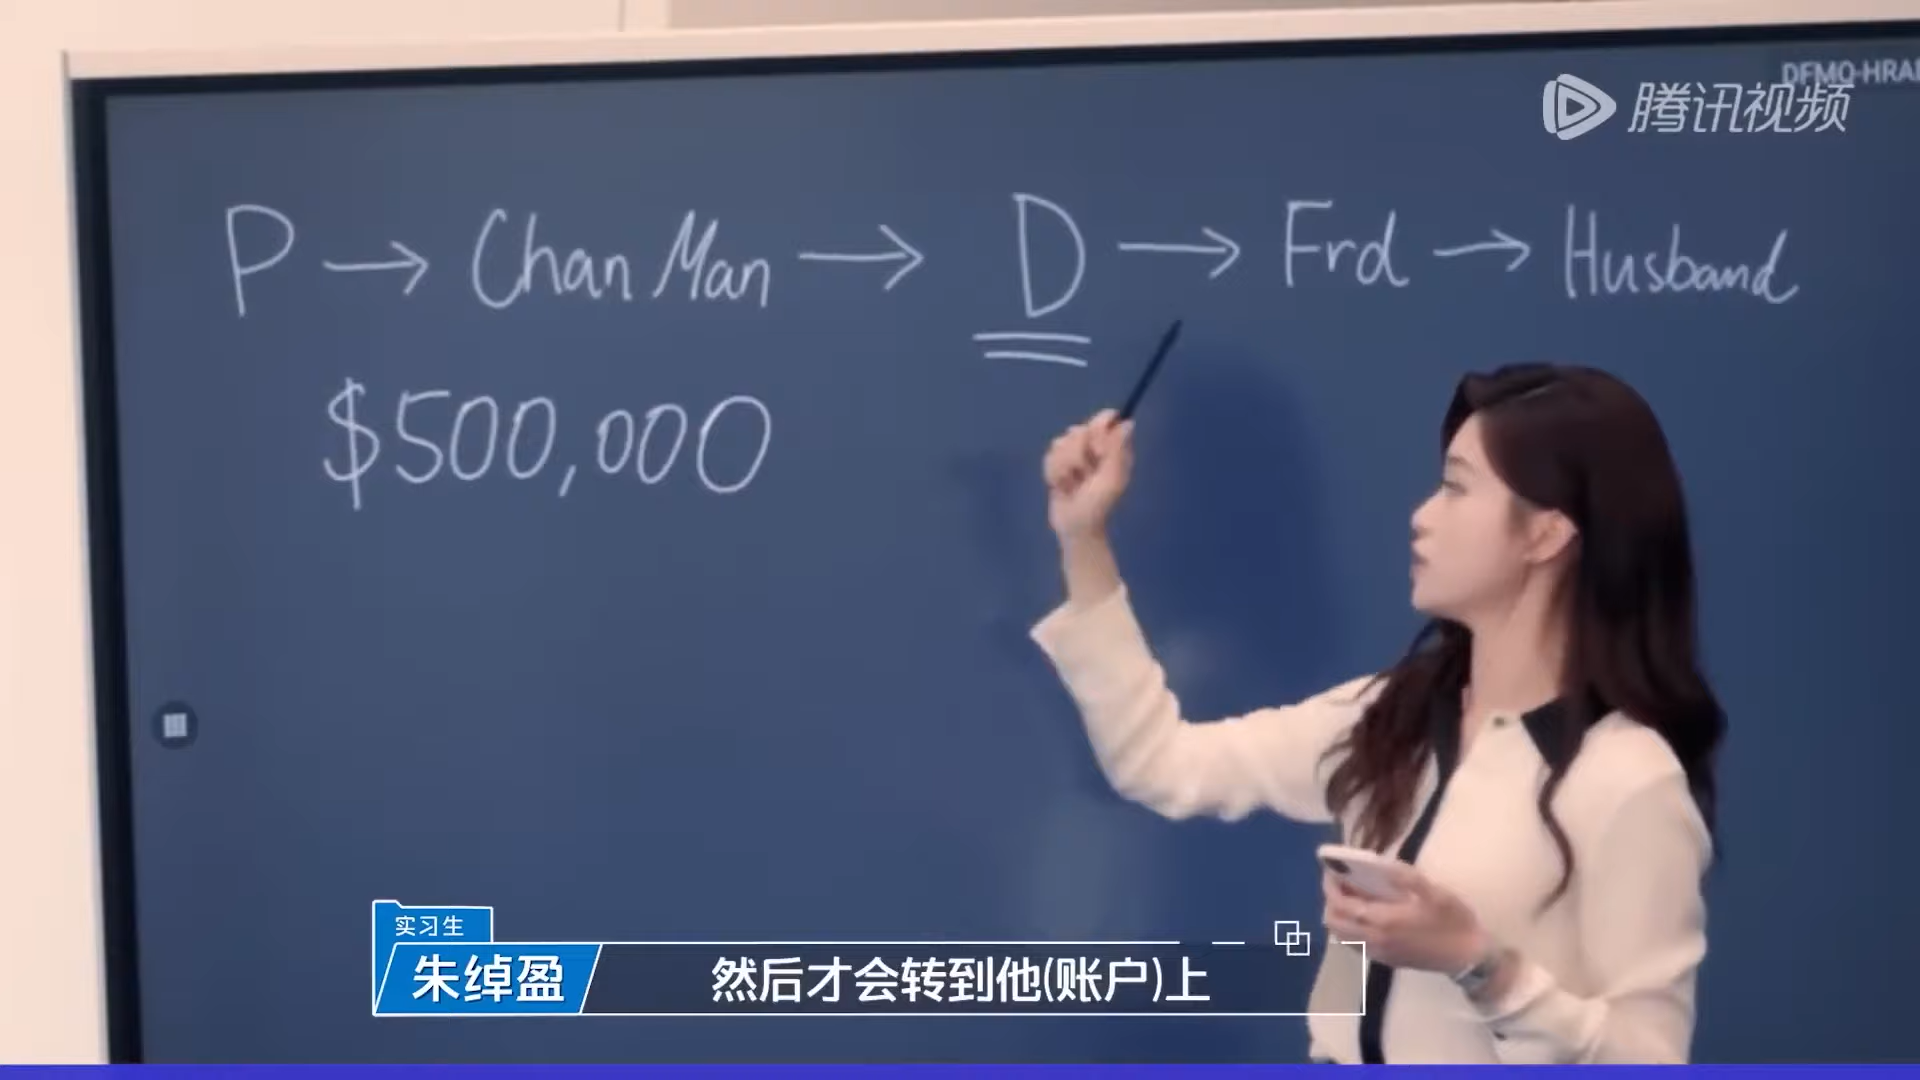 腾讯视频
P → Chan Man → D → Frd → Husband
$500,000
实习生
朱绰盈
然后才会转到他(账户)上